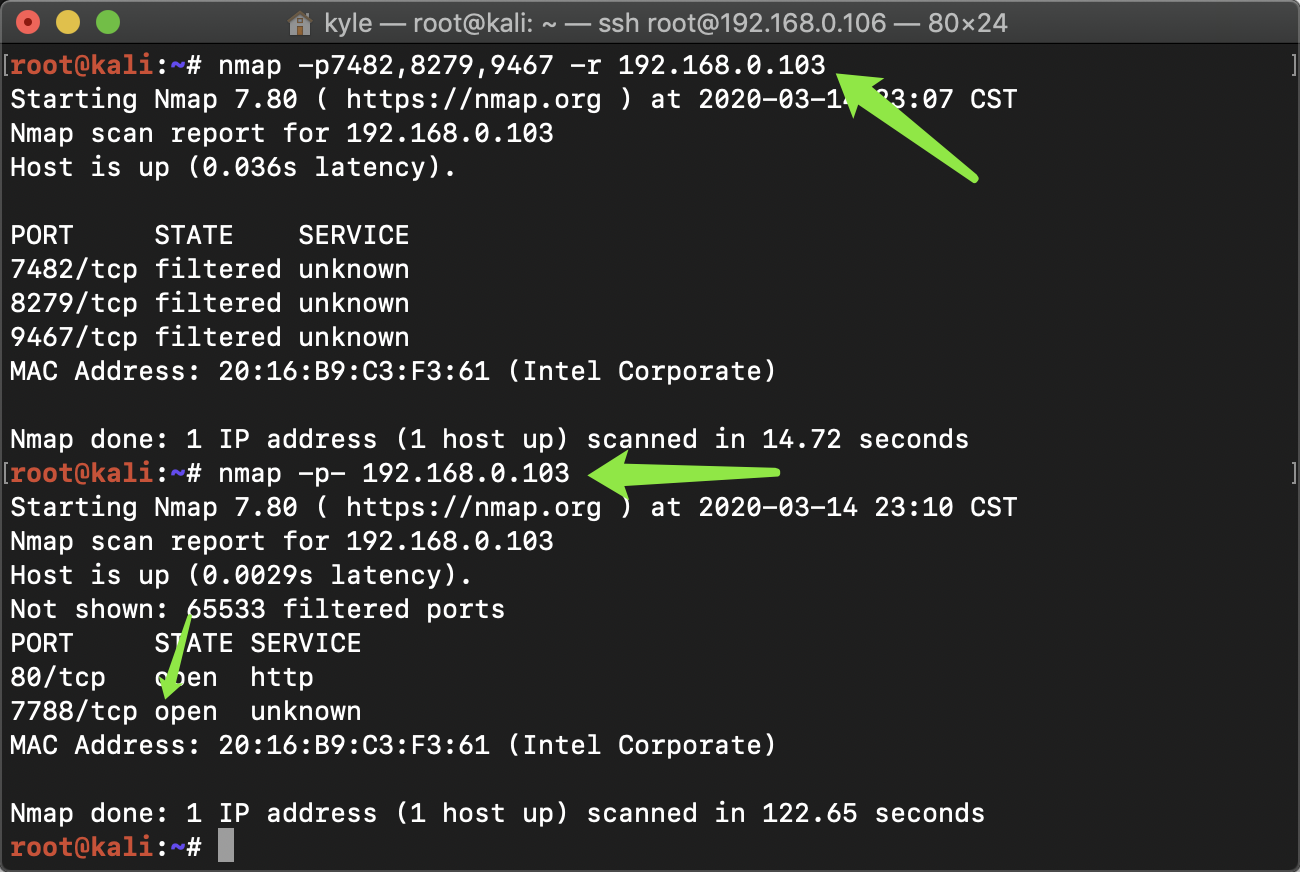 kyle — root@kali: ~ — ssh root@192.168.0.106 — 80×24
[root@kali:~# nmap -p7482,8279,9467 -r 192.168.0.103 ]
Starting Nmap 7.80 ( https://nmap.org ) at 2020-03-14 23:07 CST
Nmap scan report for 192.168.0.103
Host is up (0.036s latency).
PORT     STATE    SERVICE
7482/tcp filtered unknown
8279/tcp filtered unknown
9467/tcp filtered unknown
MAC Address: 20:16:B9:C3:F3:61 (Intel Corporate)
Nmap done: 1 IP address (1 host up) scanned in 14.72 seconds
[root@kali:~# nmap -p- 192.168.0.103 ]
Starting Nmap 7.80 ( https://nmap.org ) at 2020-03-14 23:10 CST
Nmap scan report for 192.168.0.103
Host is up (0.0029s latency).
Not shown: 65533 filtered ports
PORT     STATE SERVICE
80/tcp   open  http
7788/tcp open  unknown
MAC Address: 20:16:B9:C3:F3:61 (Intel Corporate)
Nmap done: 1 IP address (1 host up) scanned in 122.65 seconds
root@kali:~#